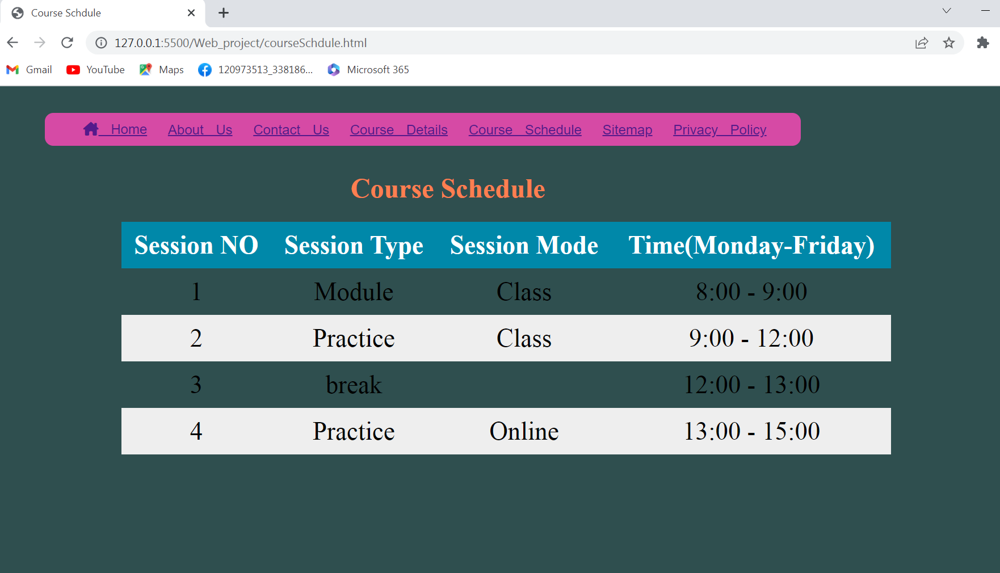 Course Schdule
127.0.0.1:5500/Web_project/courseSchdule.html
Gmail YouTube Maps 120973513_338186... Microsoft 365
Home About Us Contact Us Course Details Course Schedule Sitemap Privacy Policy
Course Schedule
Session NO Session Type Session Mode Time(Monday-Friday)
1 Module Class 8:00 - 9:00
2 Practice Class 9:00 - 12:00
3 break 12:00 - 13:00
4 Practice Online 13:00 - 15:00